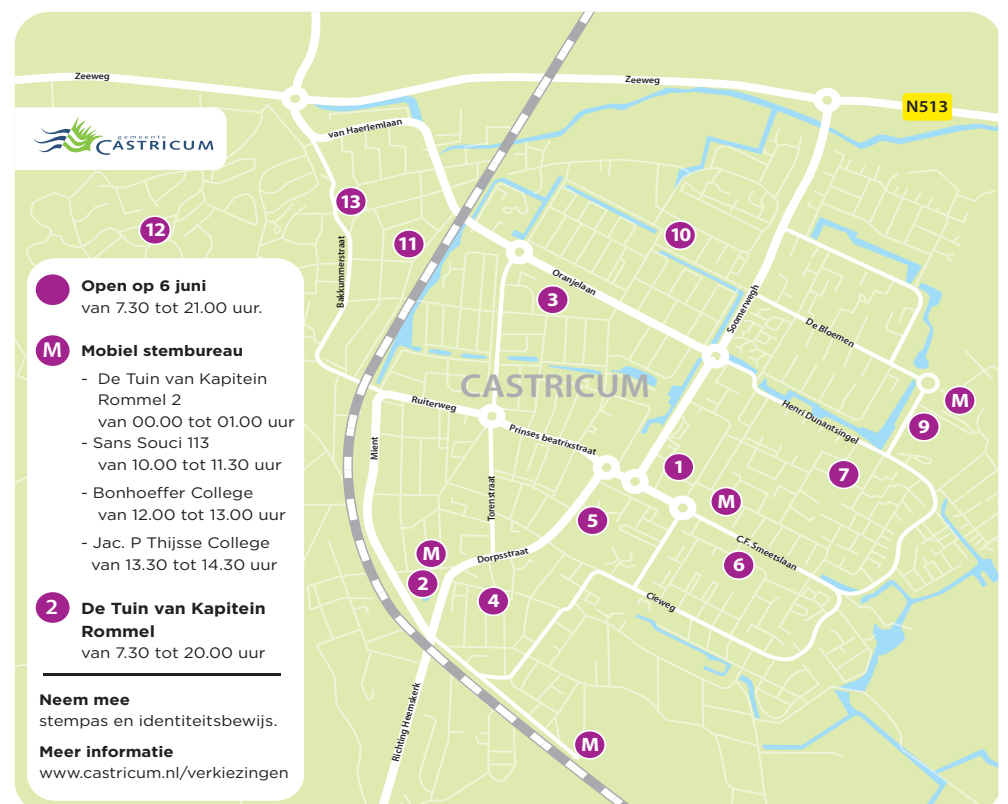 Zeeweg
Zeeweg
N513
gemeente
CASTRICUM
van Haerlemlaan
13
12
11
10
Bakkummerstraat
Oranjelaan
3
Soomerwegh
De Bloemen
CASTRICUM
Ruiterweg
Prinses beatrixstraat
Henri Dunantsingel
M
9
Mient
Torenstraat
1
7
M
5
C.F. Smeetslaan
6
Dorpsstraat
M
2
4
Cieweg
Richting Heemskerk
M
Open op 6 juni
van 7.30 tot 21.00 uur.
M Mobiel stembureau
- De Tuin van Kapitein
Rommel 2
van 00.00 tot 01.00 uur
- Sans Souci 113
van 10.00 tot 11.30 uur
- Bonhoeffer College
van 12.00 tot 13.00 uur
- Jac. P Thijsse College
van 13.30 tot 14.30 uur
2 De Tuin van Kapitein
Rommel
van 7.30 tot 20.00 uur
Neem mee
stempas en identiteitsbewijs.
Meer informatie
www.castricum.nl/verkiezingen